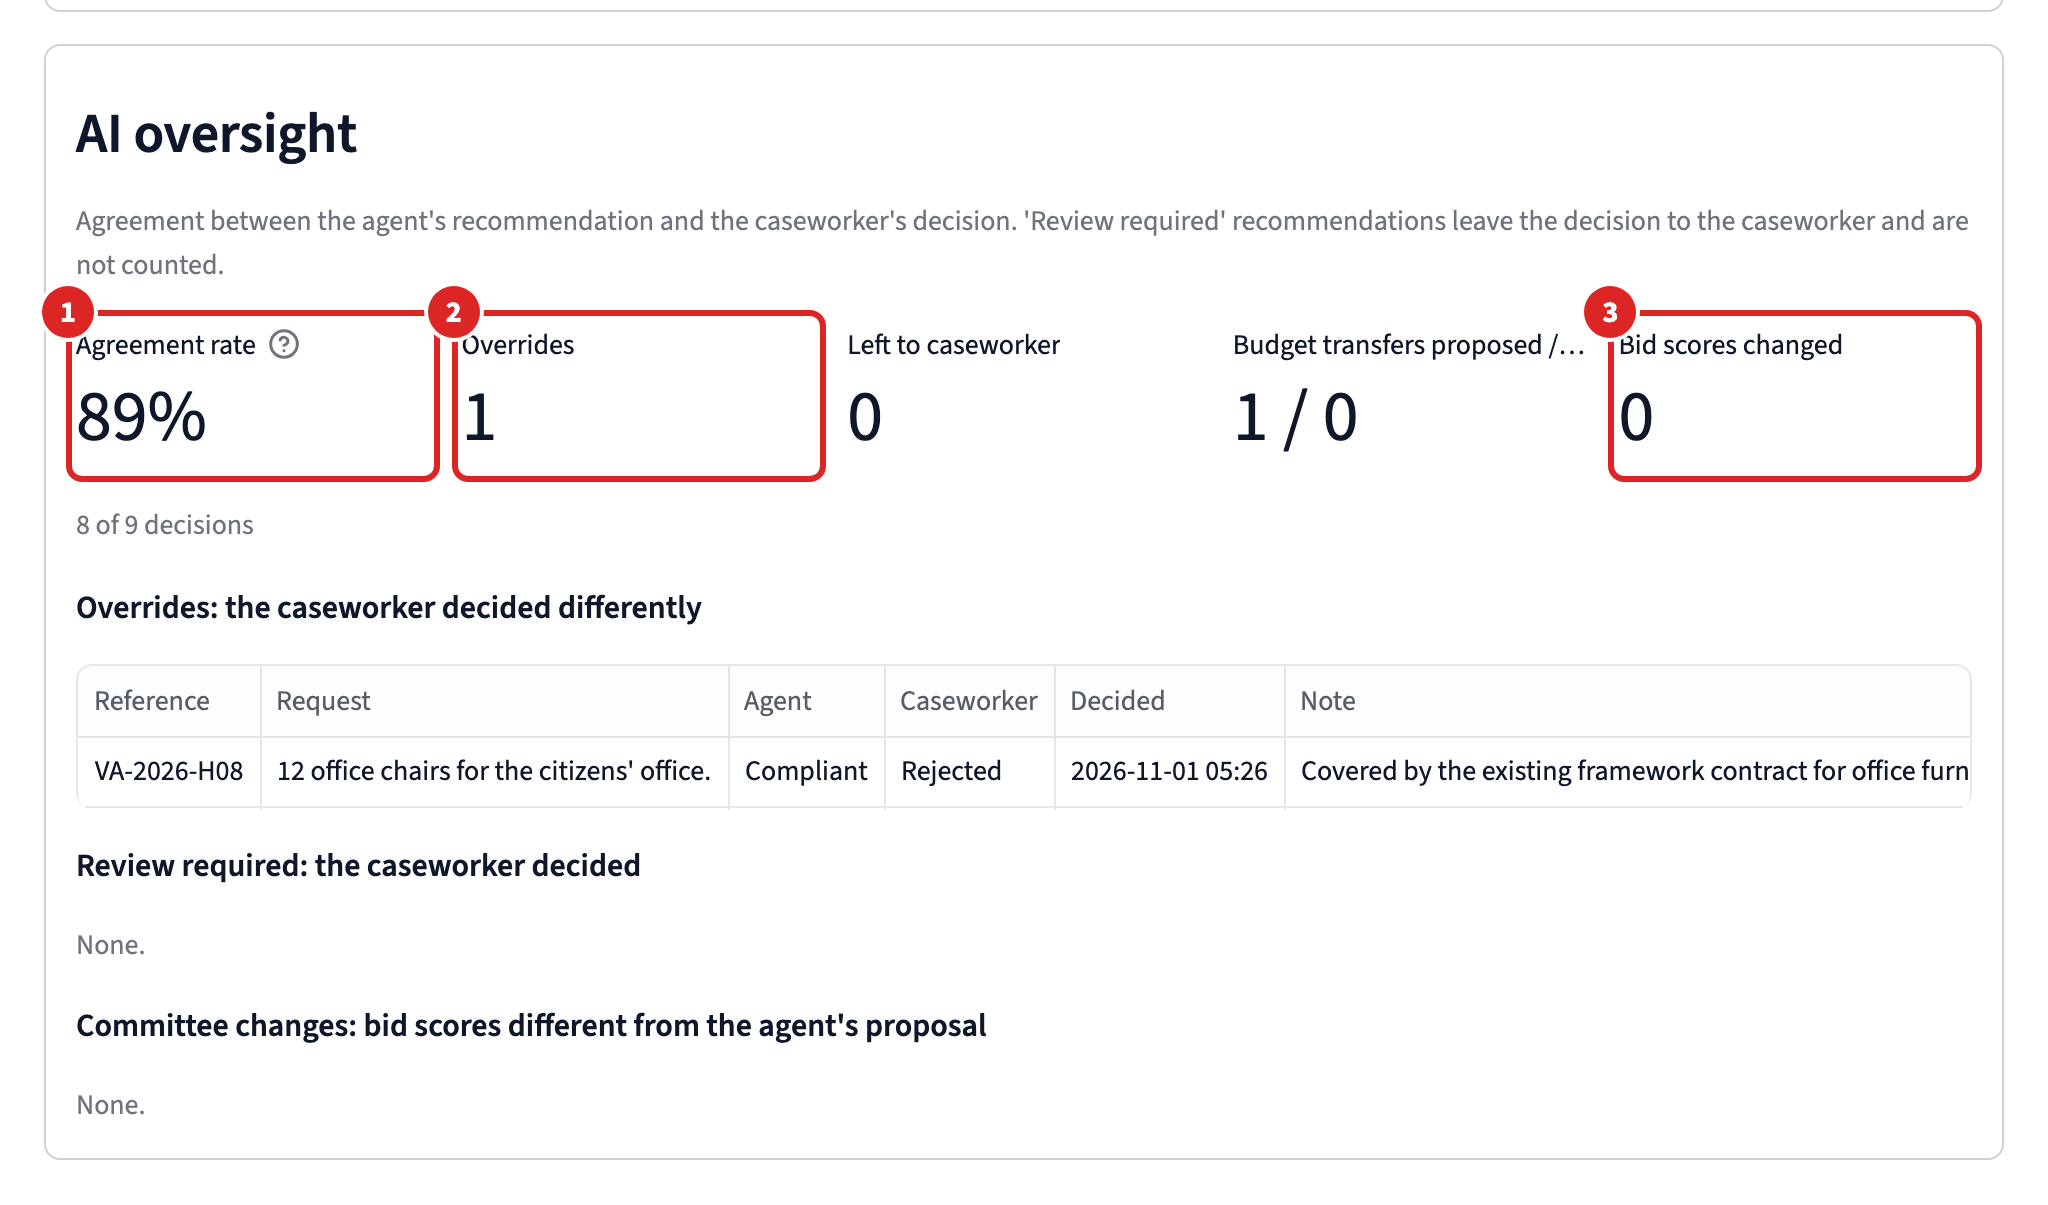 AI oversight
Agreement between the agent's recommendation and the caseworker's decision. 'Review required' recommendations leave the decision to the caseworker and are
not counted.
1 2 3
Agreement rate ? Overrides Left to caseworker Budget transfers proposed /… Bid scores changed
89% 1 0 1 / 0 0
8 of 9 decisions
Overrides: the caseworker decided differently
Reference Request Agent Caseworker Decided Note
VA-2026-H08 12 office chairs for the citizens' office. Compliant Rejected 2026-11-01 05:26 Covered by the existing framework contract for office furn
Review required: the caseworker decided
None.
Committee changes: bid scores different from the agent's proposal
None.